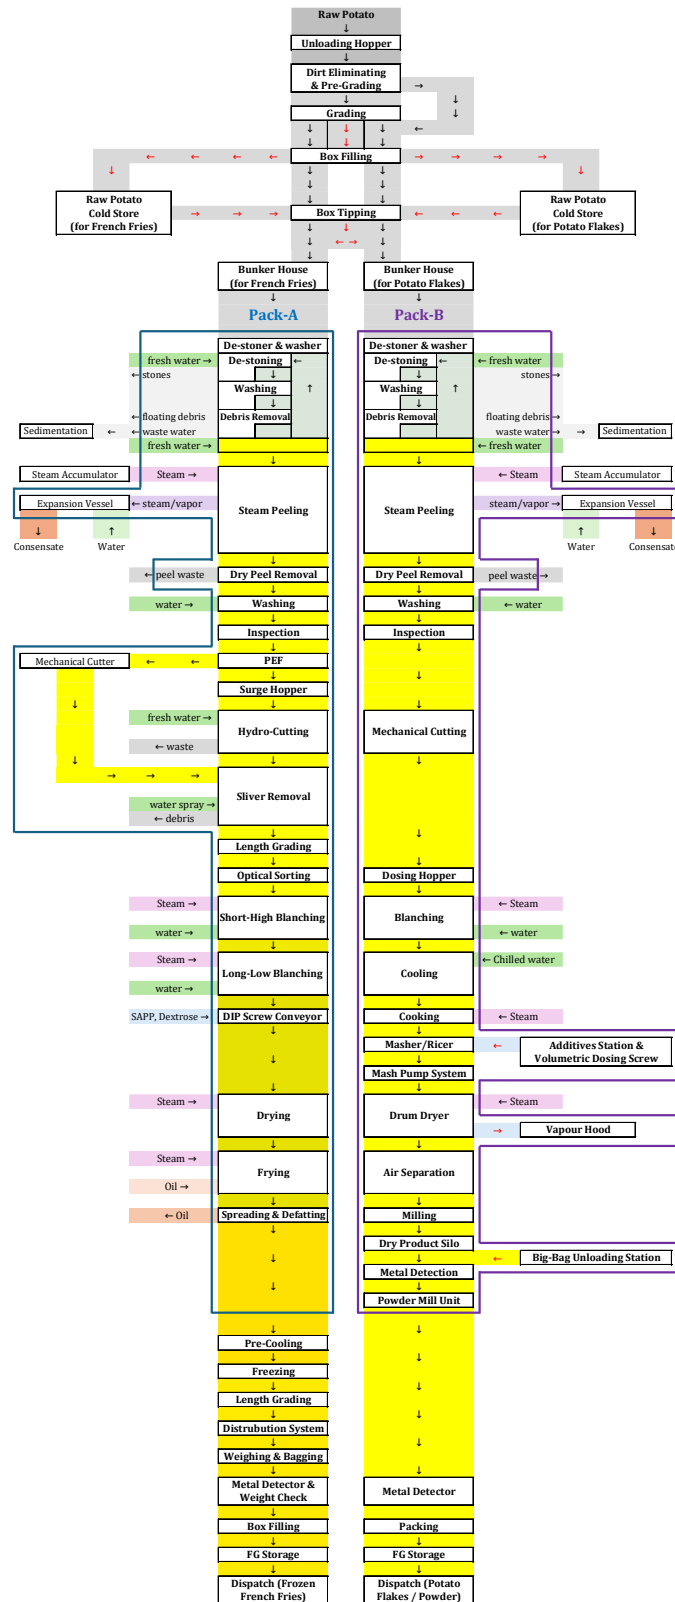 Raw Potato
↓
Unloading Hopper
Dirt Eliminating
& Pre-Grading →
↓ ↓
Grading ↓
↓ ↓ ↓ ←
↓ ↓ ↓
← ← ← ← Box Filling → → → →
↓ ↓ ↓ ↓
Raw Potato
Cold Store
(for French Fries)
Raw Potato
Cold Store
(for Potato Flakes)
↓ ↓
↓ ↓
→ → → Box Tipping ← ← ←
↓ ↓ ↓
↓ ← → ↓
↓ ↓
Bunker House
(for French Fries)
Bunker House
(for Potato Flakes)
↓ ↓
Pack-A Pack-B
De-stoner & washer De-stoner & washer
fresh water → De-stoning ← De-stoning ← ← fresh water
← stones ↓ ↓ stones →
Washing ↑ Washing ↑
↓ ↓
← floating debris Debris Removal Debris Removal floating debris →
Sedimentation ← ← waste water waste water → → Sedimentation
fresh water → ← fresh water
↓ ↓
Steam Accumulator Steam → ← Steam Steam Accumulator
Expansion Vessel ← steam/vapor Steam Peeling Steam Peeling steam/vapor → Expansion Vessel
↓ ↑ ↑ ↓
Consensate Water Water Consensate
↓ ↓
← peel waste Dry Peel Removal Dry Peel Removal peel waste →
↓ ↓
water → Washing Washing ← water
↓ ↓
Inspection Inspection
↓ ↓
Mechanical Cutter ← ← PEF
↓ ↓
Surge Hopper
↓ ↓ ↓
fresh water → Hydro-Cutting Mechanical Cutting
← waste
↓ ↓ ↓
→ → → Sliver Removal
water spray →
← debris
↓ ↓
Length Grading
↓ ↓
Optical Sorting Dosing Hopper
↓ ↓
Steam → ← Steam
Short-High Blanching Blanching
water → ← water
↓ ↓
Steam → ← Chilled water
Long-Low Blanching Cooling
water →
↓ ↓
SAPP, Dextrose → DIP Screw Conveyor Cooking ← Steam
↓ ↓
Masher/Ricer ← Additives Station &
Volumetric Dosing Screw
↓ ↓
Mash Pump System
↓ ↓
Steam → ← Steam
Drying Drum Dryer
→ Vapour Hood
↓ ↓
Steam →
Frying Air Separation
Oil →
↓ ↓
← Oil Spreading & Defatting Milling
↓ ↓
Dry Product Silo
↓ ↓ ← Big-Bag Unloading Station
Metal Detection
↓ ↓
Powder Mill Unit
↓ ↓
Pre-Cooling
↓ ↓
Freezing
↓ ↓
Length Grading
↓ ↓
Distrubution System
↓ ↓
Weighing & Bagging
↓ ↓
Metal Detector &
Weight Check
Metal Detector
↓ ↓
Box Filling Packing
↓ ↓
FG Storage FG Storage
↓ ↓
Dispatch (Frozen
French Fries)
Dispatch (Potato
Flakes / Powder)